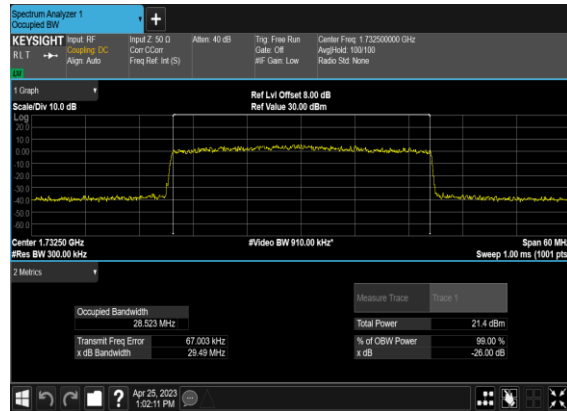 Spectrum Analyzer 1
Occupied BW
+
KEYSIGHT Input: RF Input Z: 50 Ω Atten: 40 dB Trig: Free Run Center Freq: 1.732500000 GHz
RLT Coupling: DC Corr CCorr Gate: Off Avg|Hold: 100/100
Align: Auto Freq Ref: Int (S) #IF Gain: Low Radio Std: None
1 Graph
Ref Lvl Offset 8.00 dB
Scale/Div 10.0 dB Ref Value 30.00 dBm
Log
20.0
10.0
0.00
-10.0
-20.0
-30.0
-40.0
-50.0
-60.0
Center 1.73250 GHz #Video BW 910.00 kHz* Span 60 MHz
#Res BW 300.00 kHz Sweep 1.00 ms (1001 pts)
2 Metrics
Measure Trace Trace 1
Occupied Bandwidth
28.523 MHz Total Power 21.4 dBm
Transmit Freq Error 67.003 kHz % of OBW Power 99.00 %
x dB Bandwidth 29.49 MHz x dB -26.00 dB
? Apr 25, 2023
1:02:11 PM